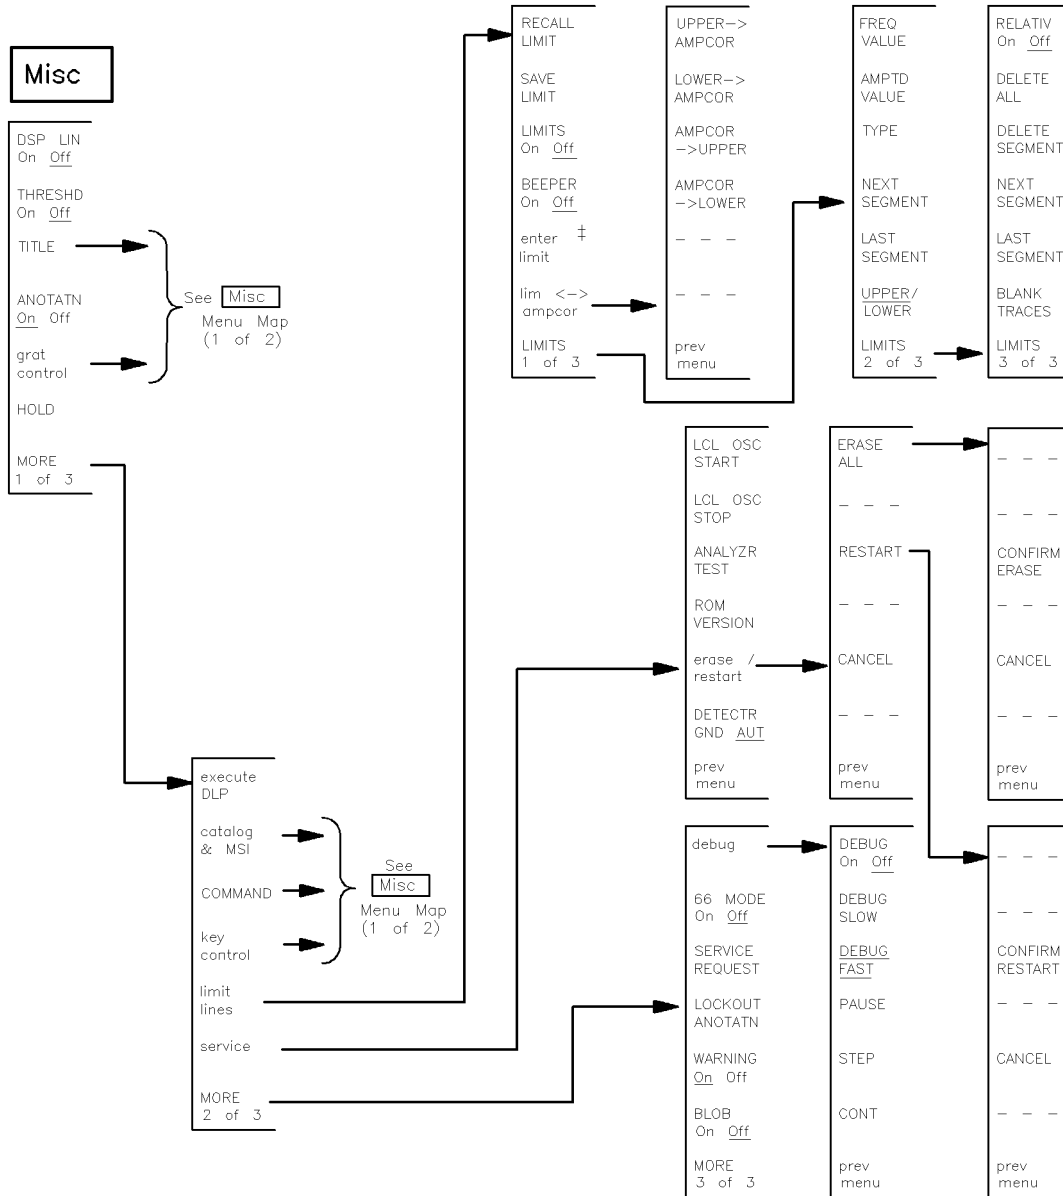 Misc
DSP LIN
On Off
THRESHD
On Off
TITLE
ANOTATN
On Off
grat
control
HOLD
MORE
1 of 3
See Misc
Menu Map
(1 of 2)
execute
DLP
catalog
& MSI
COMMAND
key
control
limit
lines
service
MORE
2 of 3
See
Misc
Menu Map
(1 of 2)
RECALL
LIMIT
SAVE
LIMIT
LIMITS
On Off
BEEPER
On Off
enter ‡
limit
lim <->
ampcor
LIMITS
1 of 3
UPPER->
AMPCOR
LOWER->
AMPCOR
AMPCOR
->UPPER
AMPCOR
->LOWER
- - -
- - -
prev
menu
FREQ
VALUE
AMPTD
VALUE
TYPE
NEXT
SEGMENT
LAST
SEGMENT
UPPER/
LOWER
LIMITS
2 of 3
RELATIV
On Off
DELETE
ALL
DELETE
SEGMENT
NEXT
SEGMENT
LAST
SEGMENT
BLANK
TRACES
LIMITS
3 of 3
LCL OSC
START
LCL OSC
STOP
ANALYZR
TEST
ROM
VERSION
erase /
restart
DETECTR
GND AUT
prev
menu
ERASE
ALL
- - -
RESTART
- - -
CANCEL
- - -
prev
menu
- - -
- - -
CONFIRM
ERASE
- - -
CANCEL
- - -
prev
menu
debug
66 MODE
On Off
SERVICE
REQUEST
LOCKOUT
ANOTATN
WARNING
On Off
BLOB
On Off
MORE
3 of 3
DEBUG
On Off
DEBUG
SLOW
DEBUG
FAST
PAUSE
STEP
CONT
prev
menu
- - -
- - -
CONFIRM
RESTART
- - -
CANCEL
- - -
prev
menu